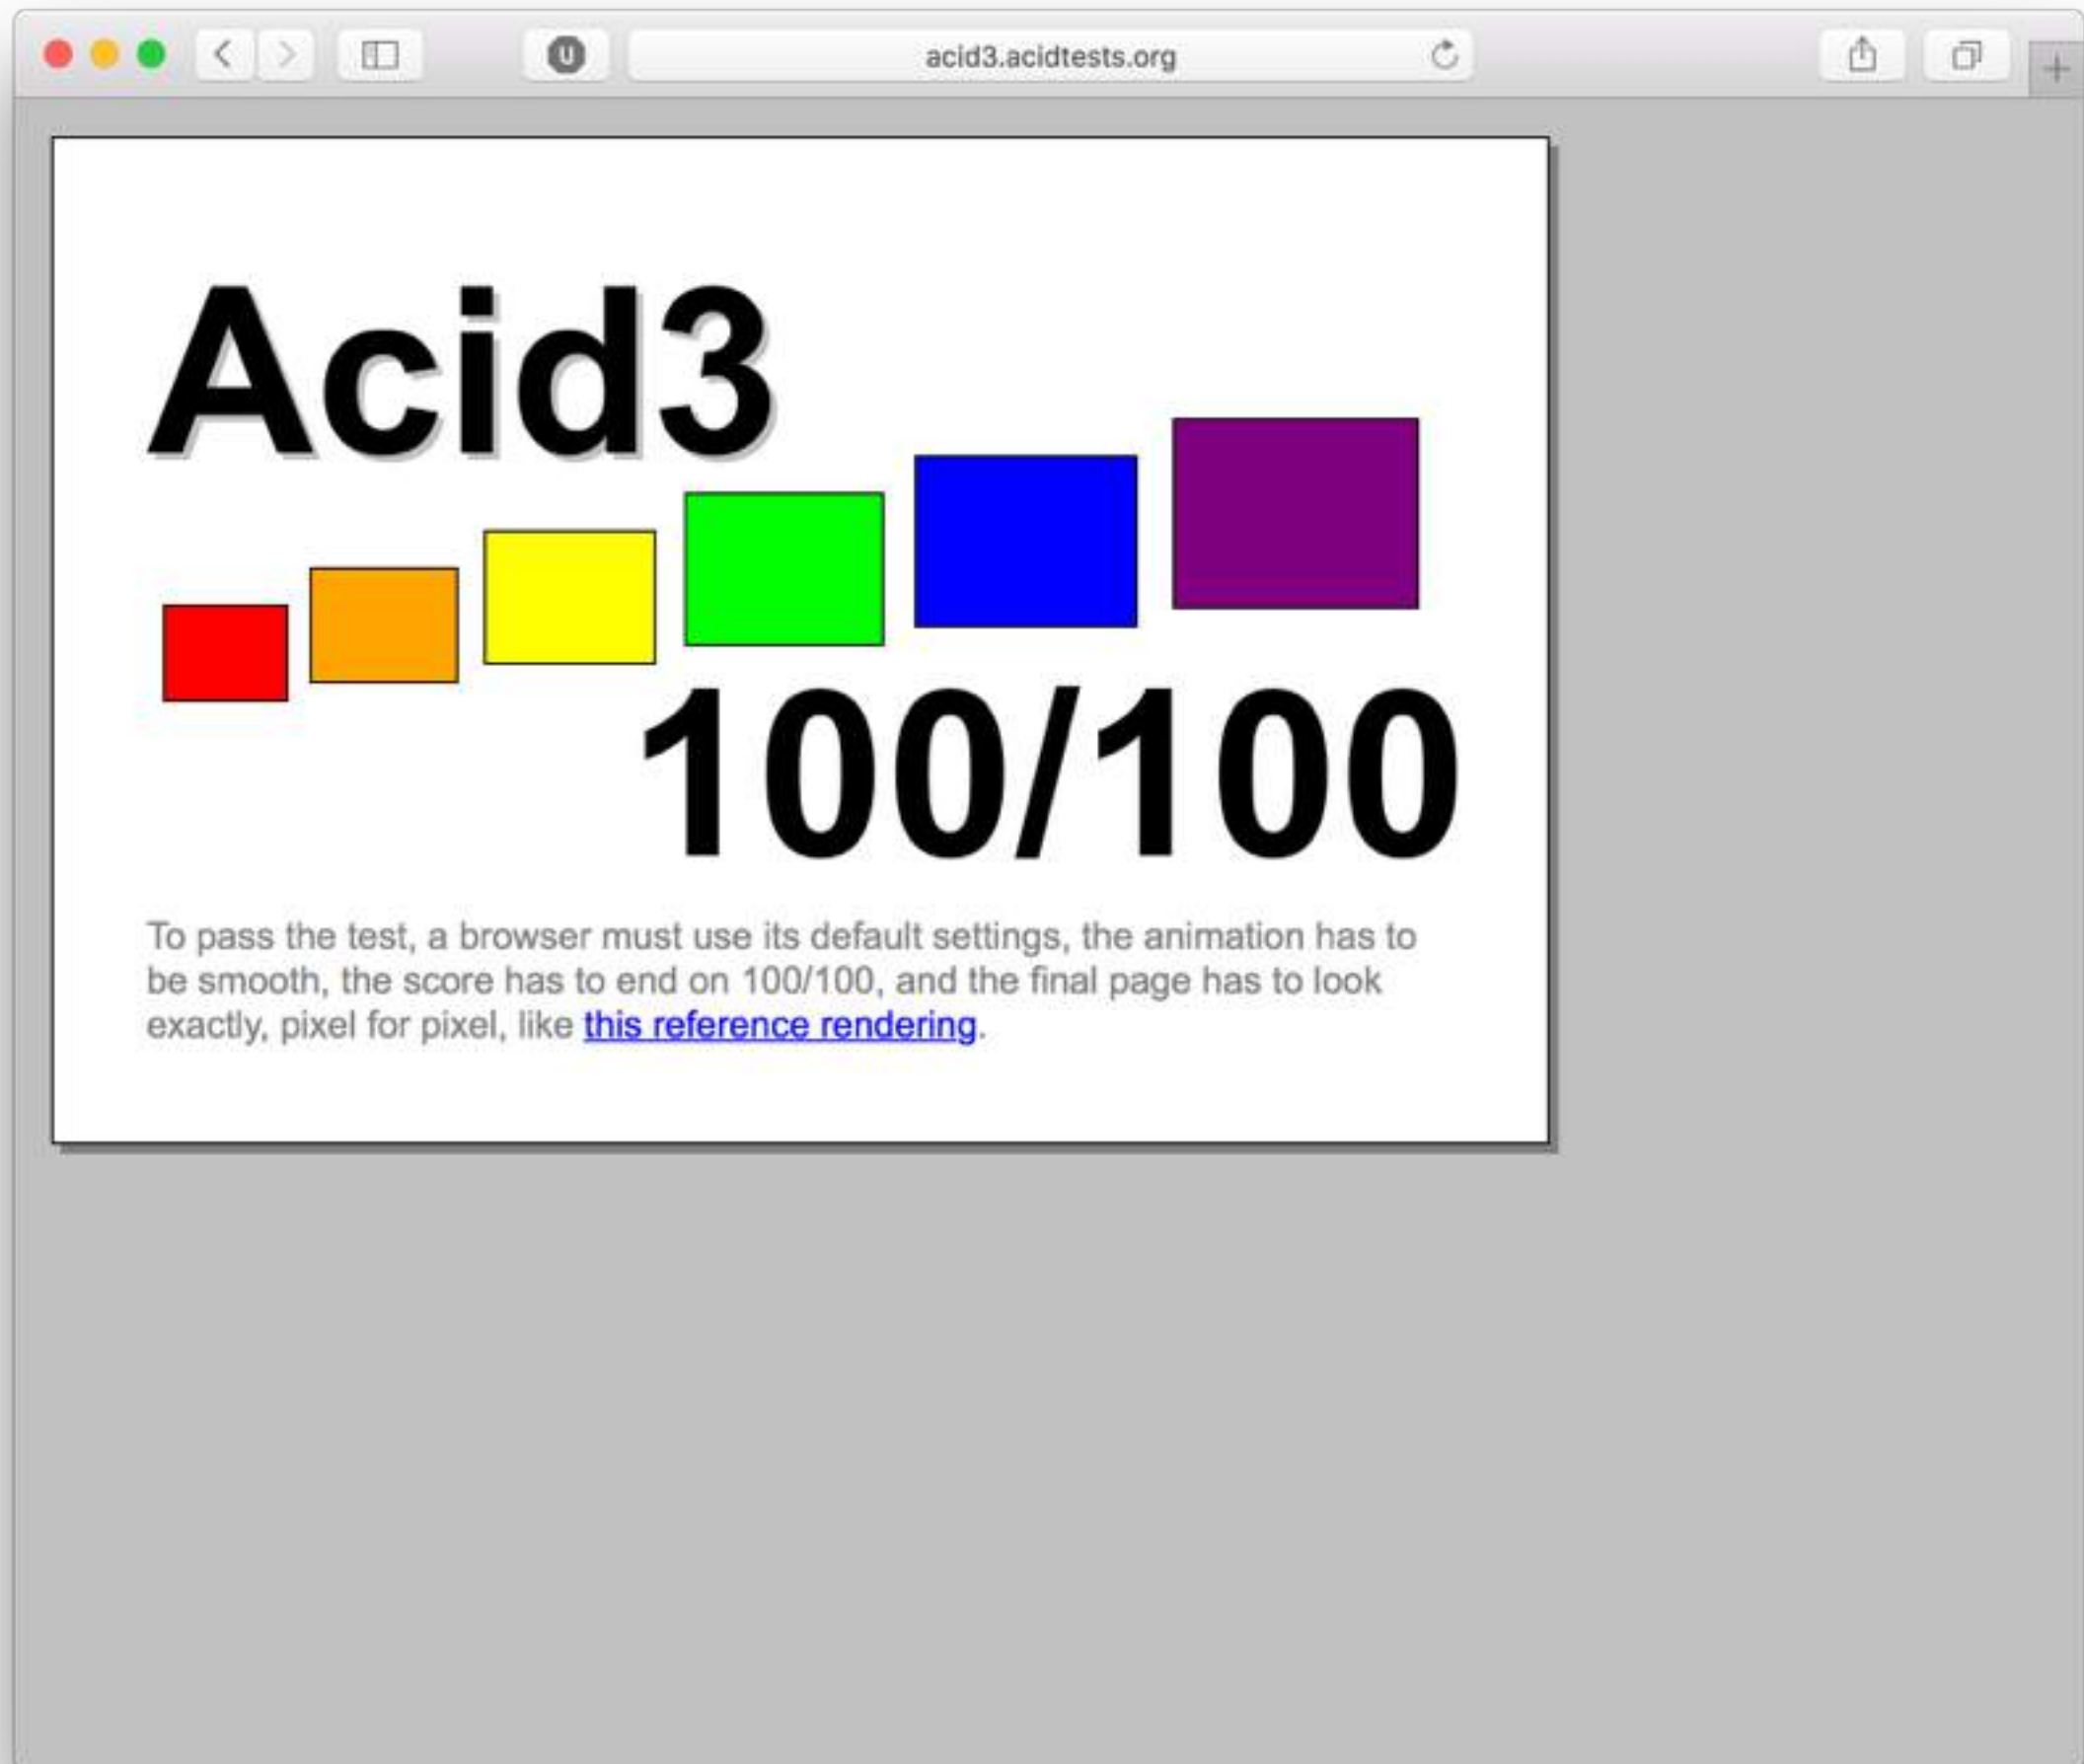 U
acid3.acidtests.org
Acid3
100/100
To pass the test, a browser must use its default settings, the animation has to
be smooth, the score has to end on 100/100, and the final page has to look
exactly, pixel for pixel, like this reference rendering.